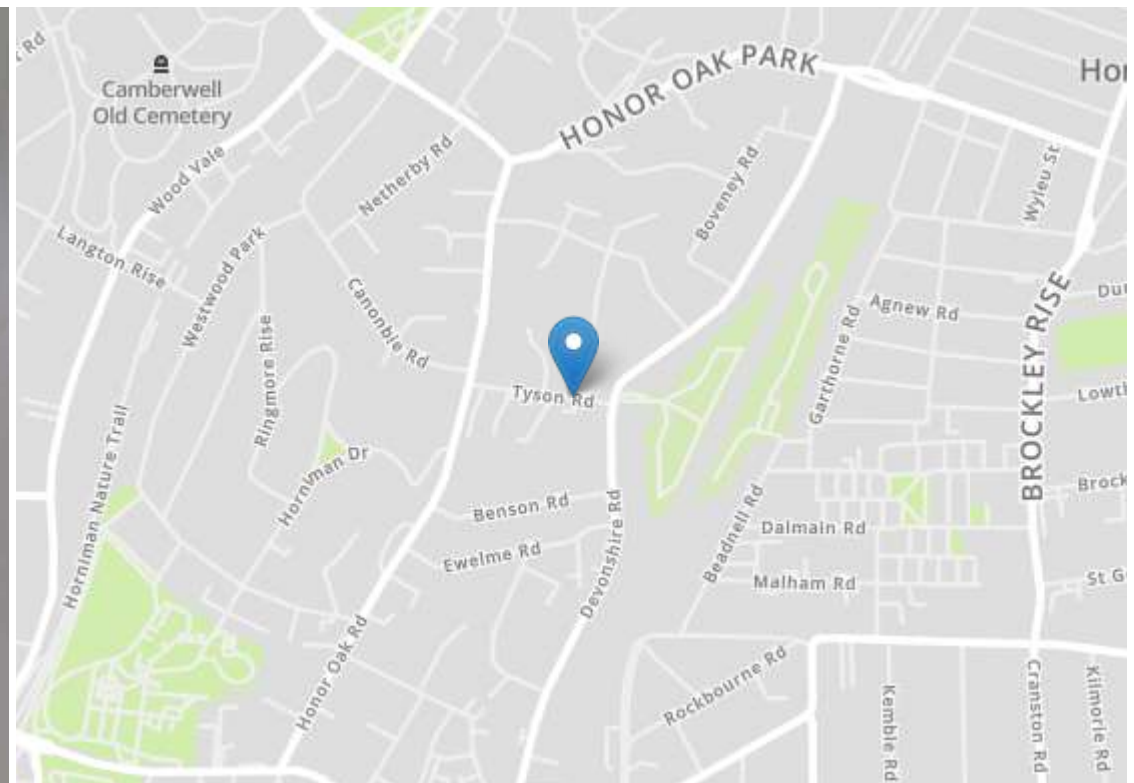 t Rd
Camberwell
Old Cemetery
HONOR OAK PARK
Hor
Wood Vale
Netherby Rd
Boveney Rd
Wyleu St
Langton Rise
Westwood Park
Canonbie Rd
Agnew Rd
Dur
Ringmore Rise
Garthorne Rd
BROCKLEY RISE
Tyson Rd
Lowth
Horniman Nature Trail
Horniman Dr
Benson Rd
Brock
Ewelme Rd
Devonshire Rd
Beadnell Rd
Dalmain Rd
Malham Rd
St Ge
Honor Oak Rd
Rockbourne Rd
Kemble Rd
Cranston Rd
Kilmorie Rd